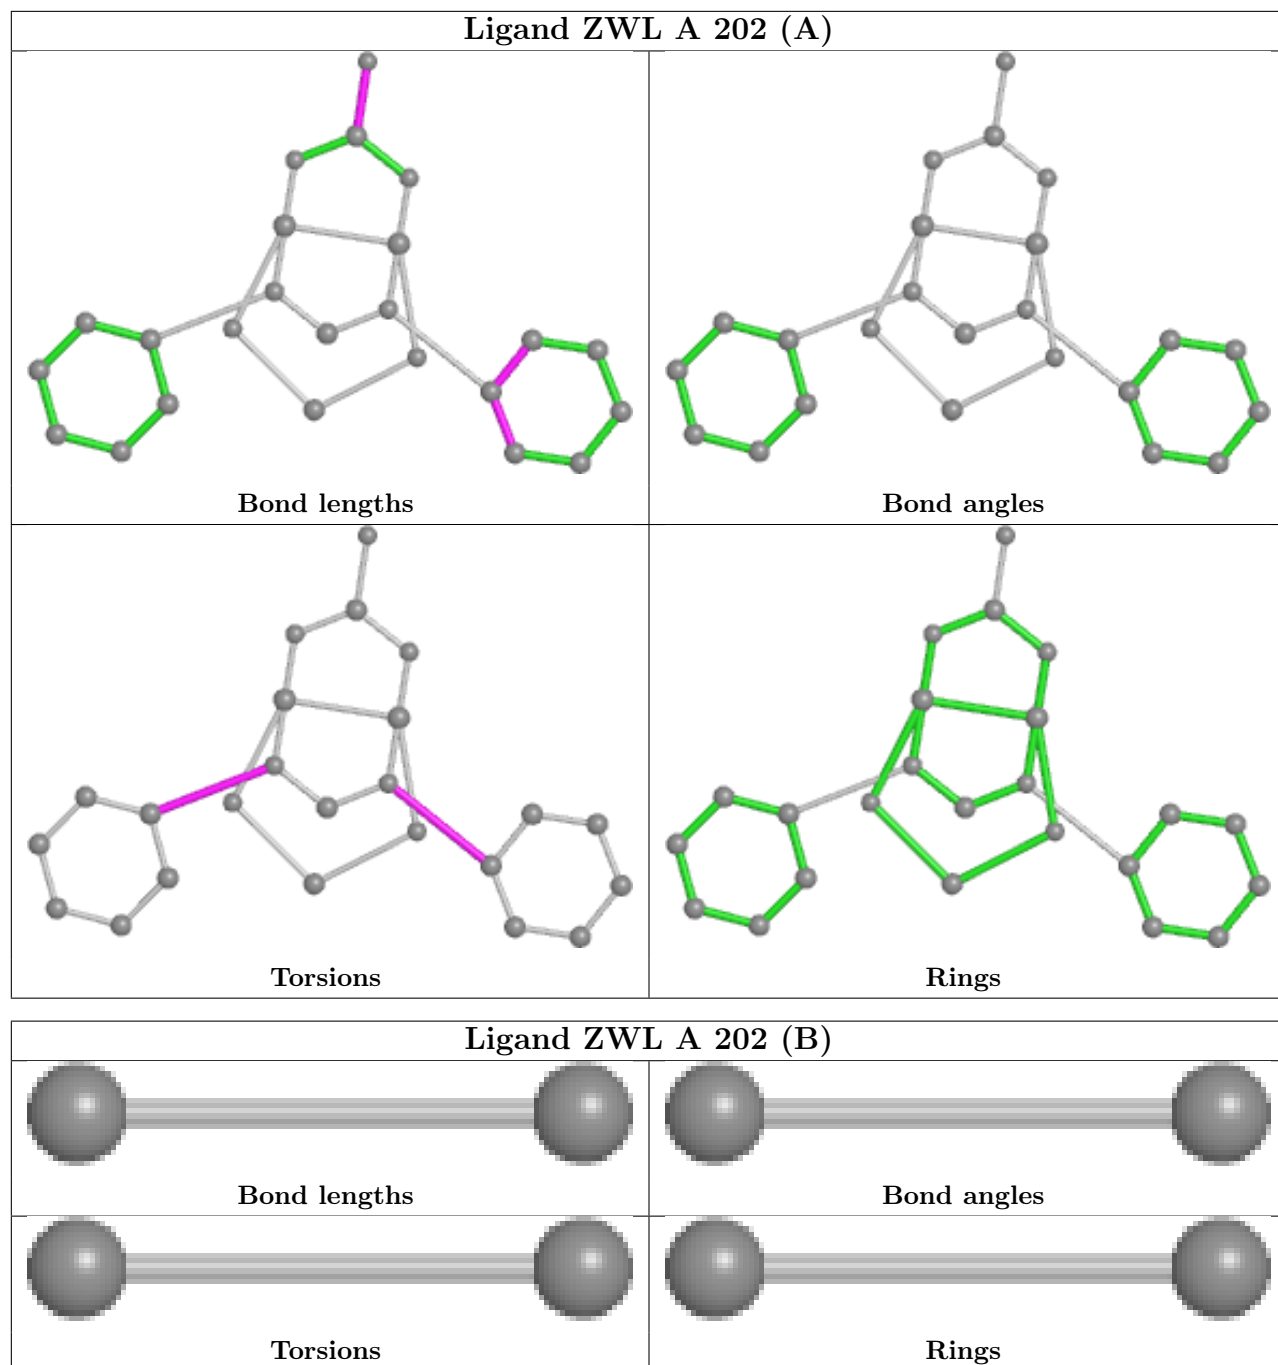 Ligand ZWL A 202 (A)
Bond lengths
Bond angles
Torsions
Rings
Ligand ZWL A 202 (B)
Bond lengths
Bond angles
Torsions
Rings